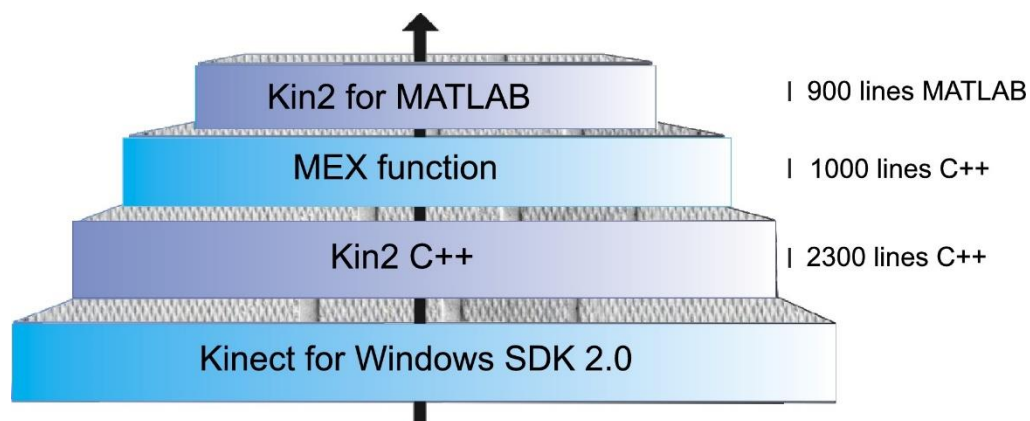 Kin2 for MATLAB
| 900 lines MATLAB
MEX function
| 1000 lines C++
Kin2 C++
| 2300 lines C++
Kinect for Windows SDK 2.0